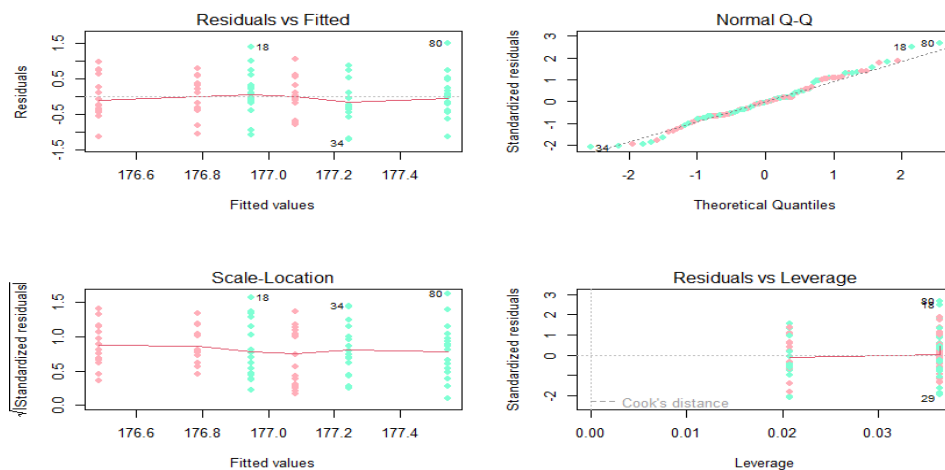 Residuals vs Fitted
Residuals
1.5
0.5
-0.5
-1.5
18
80
34
176.6 176.8 177.0 177.2 177.4
Fitted values
Normal Q-Q
Standardized residuals
3
2
1
0
-1
-2
18
80
34
-2 -1 0 1 2
Theoretical Quantiles
Scale-Location
√|Standardized residuals|
1.5
1.0
0.5
0.0
18
34
80
176.6 176.8 177.0 177.2 177.4
Fitted values
Residuals vs Leverage
Standardized residuals
3
2
1
0
-2
80
18
29
Cook's distance
0.00 0.01 0.02 0.03
Leverage